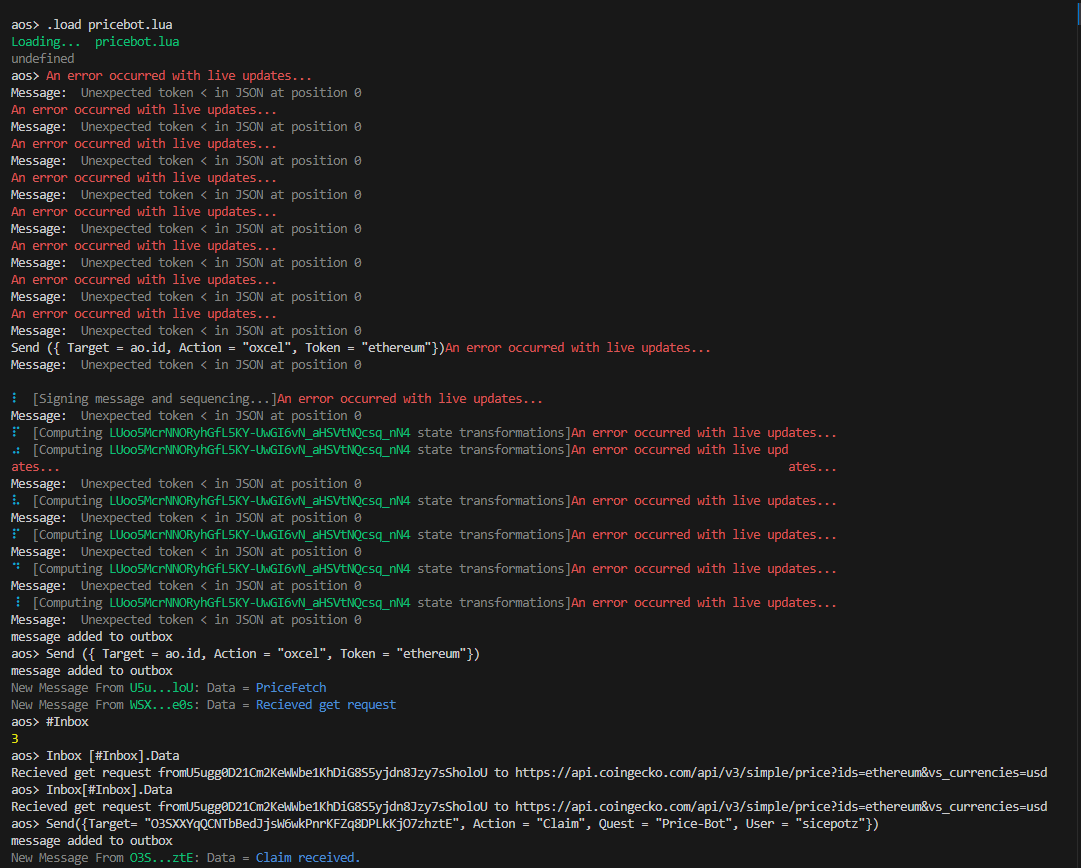 aos> .load pricebot.lua
Loading...  pricebot.lua
undefined
aos> An error occurred with live updates...
Message:  Unexpected token < in JSON at position 0
An error occurred with live updates...
Message:  Unexpected token < in JSON at position 0
An error occurred with live updates...
Message:  Unexpected token < in JSON at position 0
An error occurred with live updates...
Message:  Unexpected token < in JSON at position 0
An error occurred with live updates...
Message:  Unexpected token < in JSON at position 0
An error occurred with live updates...
Message:  Unexpected token < in JSON at position 0
An error occurred with live updates...
Message:  Unexpected token < in JSON at position 0
An error occurred with live updates...
Message:  Unexpected token < in JSON at position 0
Send ({ Target = ao.id, Action = "oxcel", Token = "ethereum"})An error occurred with live updates...
Message:  Unexpected token < in JSON at position 0
[Signing message and sequencing...]An error occurred with live updates...
Message:  Unexpected token < in JSON at position 0
[Computing LUoo5McrNNORyhGfL5KY-UwGI6vN_aHSVtNQcsq_nN4 state transformations]An error occurred with live updates...
[Computing LUoo5McrNNORyhGfL5KY-UwGI6vN_aHSVtNQcsq_nN4 state transformations]An error occurred with live upd
ates... ates...
Message:  Unexpected token < in JSON at position 0
[Computing LUoo5McrNNORyhGfL5KY-UwGI6vN_aHSVtNQcsq_nN4 state transformations]An error occurred with live updates...
Message:  Unexpected token < in JSON at position 0
[Computing LUoo5McrNNORyhGfL5KY-UwGI6vN_aHSVtNQcsq_nN4 state transformations]An error occurred with live updates...
Message:  Unexpected token < in JSON at position 0
[Computing LUoo5McrNNORyhGfL5KY-UwGI6vN_aHSVtNQcsq_nN4 state transformations]An error occurred with live updates...
Message:  Unexpected token < in JSON at position 0
[Computing LUoo5McrNNORyhGfL5KY-UwGI6vN_aHSVtNQcsq_nN4 state transformations]An error occurred with live updates...
Message:  Unexpected token < in JSON at position 0
message added to outbox
aos> Send ({ Target = ao.id, Action = "oxcel", Token = "ethereum"})
message added to outbox
New Message From U5u...loU: Data = PriceFetch
New Message From WSX...e0s: Data = Recieved get request
aos> #Inbox
3
aos> Inbox [#Inbox].Data
Recieved get request fromU5ugg0D21Cm2KeWWbe1KhDiG8S5yjdn8Jzy7sSholoU to https://api.coingecko.com/api/v3/simple/price?ids=ethereum&vs_currencies=usd
aos> Inbox[#Inbox].Data
Recieved get request fromU5ugg0D21Cm2KeWWbe1KhDiG8S5yjdn8Jzy7sSholoU to https://api.coingecko.com/api/v3/simple/price?ids=ethereum&vs_currencies=usd
aos> Send({Target= "O3SXXYqQCNTbBedJjsW6wkPnrKFZq8DPLkKjO7zhztE", Action = "Claim", Quest = "Price-Bot", User = "sicepotz"})
message added to outbox
New Message From O3S...ztE: Data = Claim received.